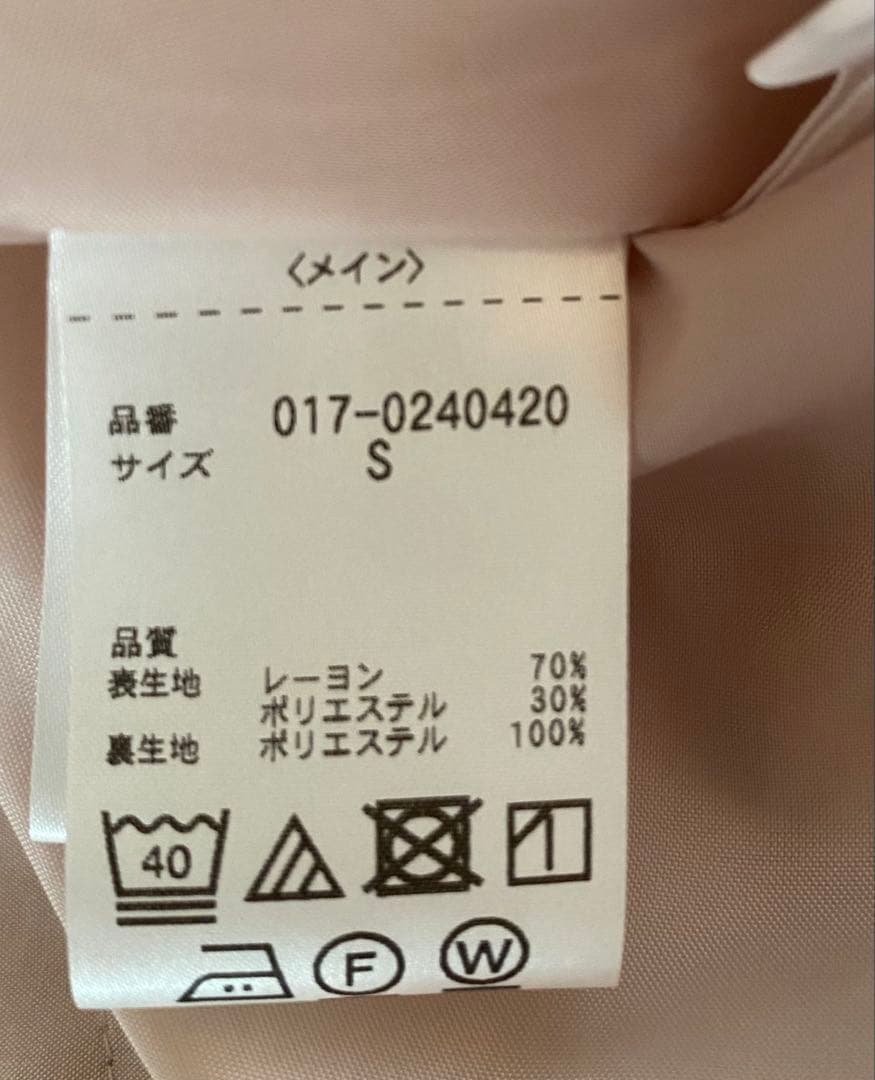 〈メイン〉
品番 017-0240420
サイズ S
品質
表生地 レーヨン 70%
ポリエステル 30%
裏生地 ポリエステル 100%
40
F W